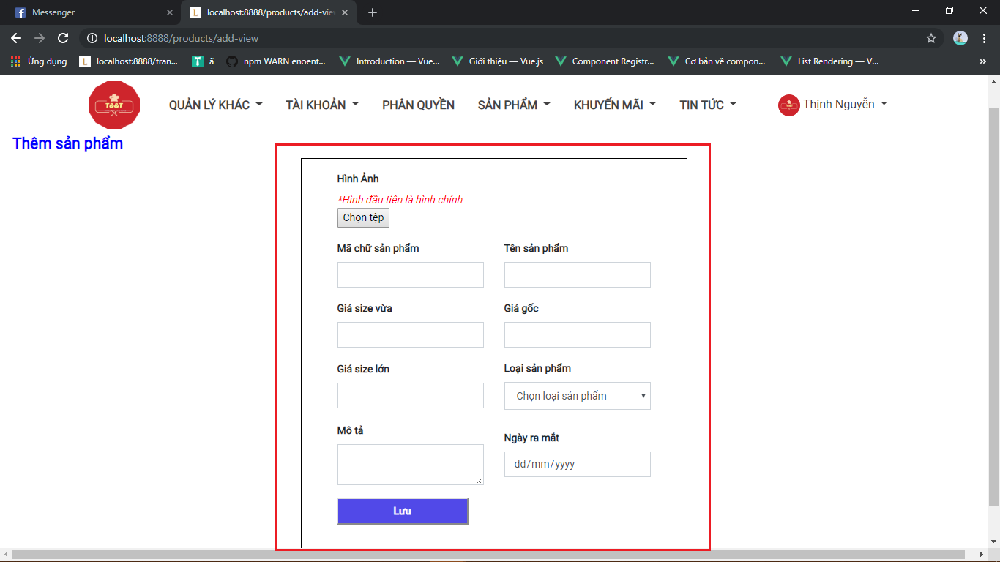 Messenger
localhost:8888/products/add-vie
localhost:8888/products/add-view
Ứng dụng
localhost:8888/tran...
ã
npm WARN enoent...
Introduction — Vue...
Giới thiệu — Vue.js
Component Registr...
Cơ bản về compon...
List Rendering — V...
»
T&&T
QUẢN LÝ KHÁC
TÀI KHOẢN
PHÂN QUYỀN
SẢN PHẨM
KHUYẾN MÃI
TIN TỨC
Thịnh Nguyễn
Thêm sản phẩm
Hình Ảnh
*Hình đầu tiên là hình chính
Chọn tệp
Mã chữ sản phẩm
Tên sản phẩm
Giá size vừa
Giá gốc
Giá size lớn
Loại sản phẩm
Chọn loại sản phẩm
Mô tả
Ngày ra mắt
dd/mm/yyyy
Lưu